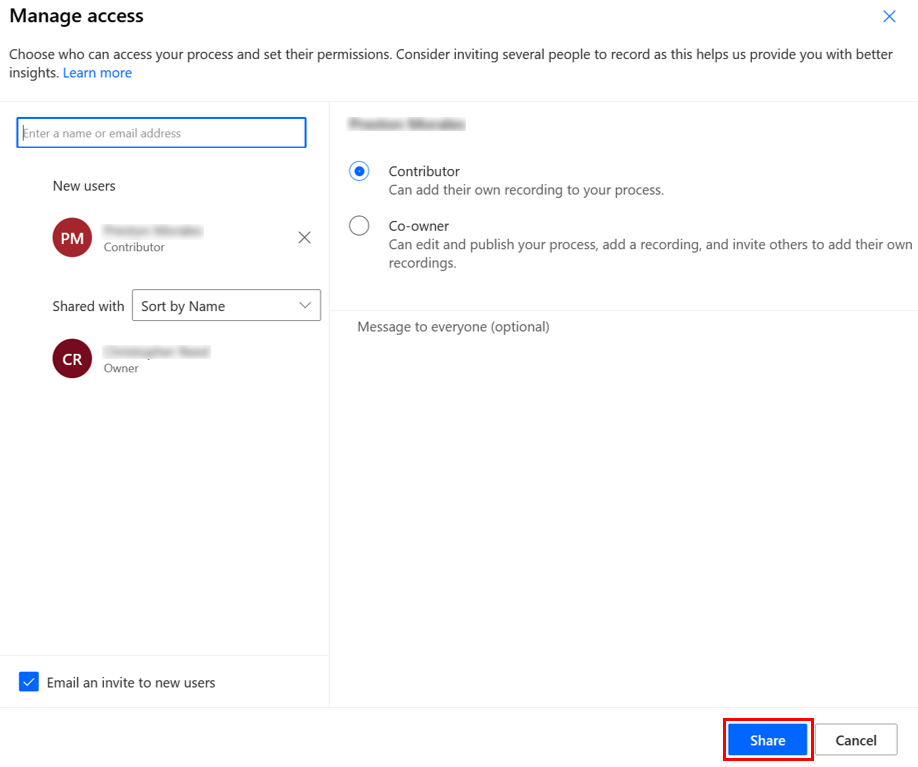 Manage access
Choose who can access your process and set their permissions. Consider inviting several people to record as this helps us provide you with better
insights. Learn more
Enter a name or email address
New users
PM
Contributor
Shared with
Sort by Name
CR
Owner
Email an invite to new users
Contributor
Can add their own recording to your process.
Co-owner
Can edit and publish your process, add a recording, and invite others to add their own
recordings.
Message to everyone (optional)
Share
Cancel